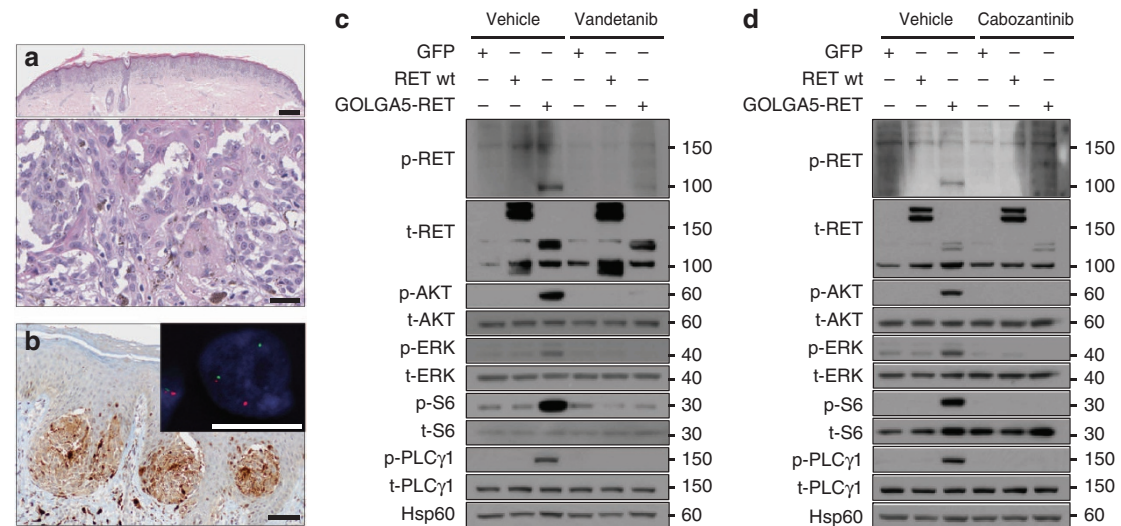 a
b
c
Vehicle Vandetanib
GFP + – – + – –
RET wt – + – – + –
GOLGA5-RET – – + – – +
p-RET 150
100
t-RET 150
100
p-AKT 60
t-AKT 60
p-ERK 40
t-ERK 40
p-S6 30
t-S6 30
p-PLCγ1 150
t-PLCγ1 150
Hsp60 60
d
Vehicle Cabozantinib
GFP + – – + – –
RET wt – + – – + –
GOLGA5-RET – – + – – +
p-RET 150
100
t-RET 150
100
p-AKT 60
t-AKT 60
p-ERK 40
t-ERK 40
p-S6 30
t-S6 30
p-PLCγ1 150
t-PLCγ1 150
Hsp60 60